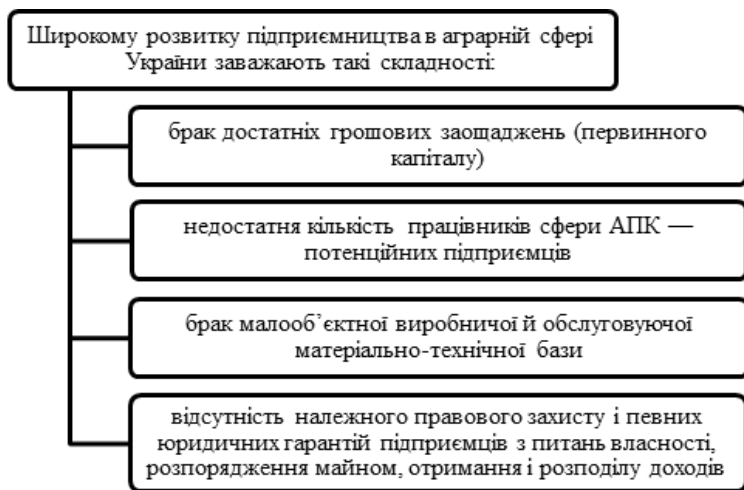 Широкому розвитку підприємництва в аграрній сфері
України заважають такі складності:
брак достатніх грошових заощаджень (первинного
капіталу)
недостатня кількість працівників сфери АПК —
потенційних підприємців
брак малооб’єктної виробничої й обслуговуючої
матеріально-технічної бази
відсутність належного правового захисту і певних
юридичних гарантій підприємців з питань власності,
розпорядження майном, отримання і розподілу доходів